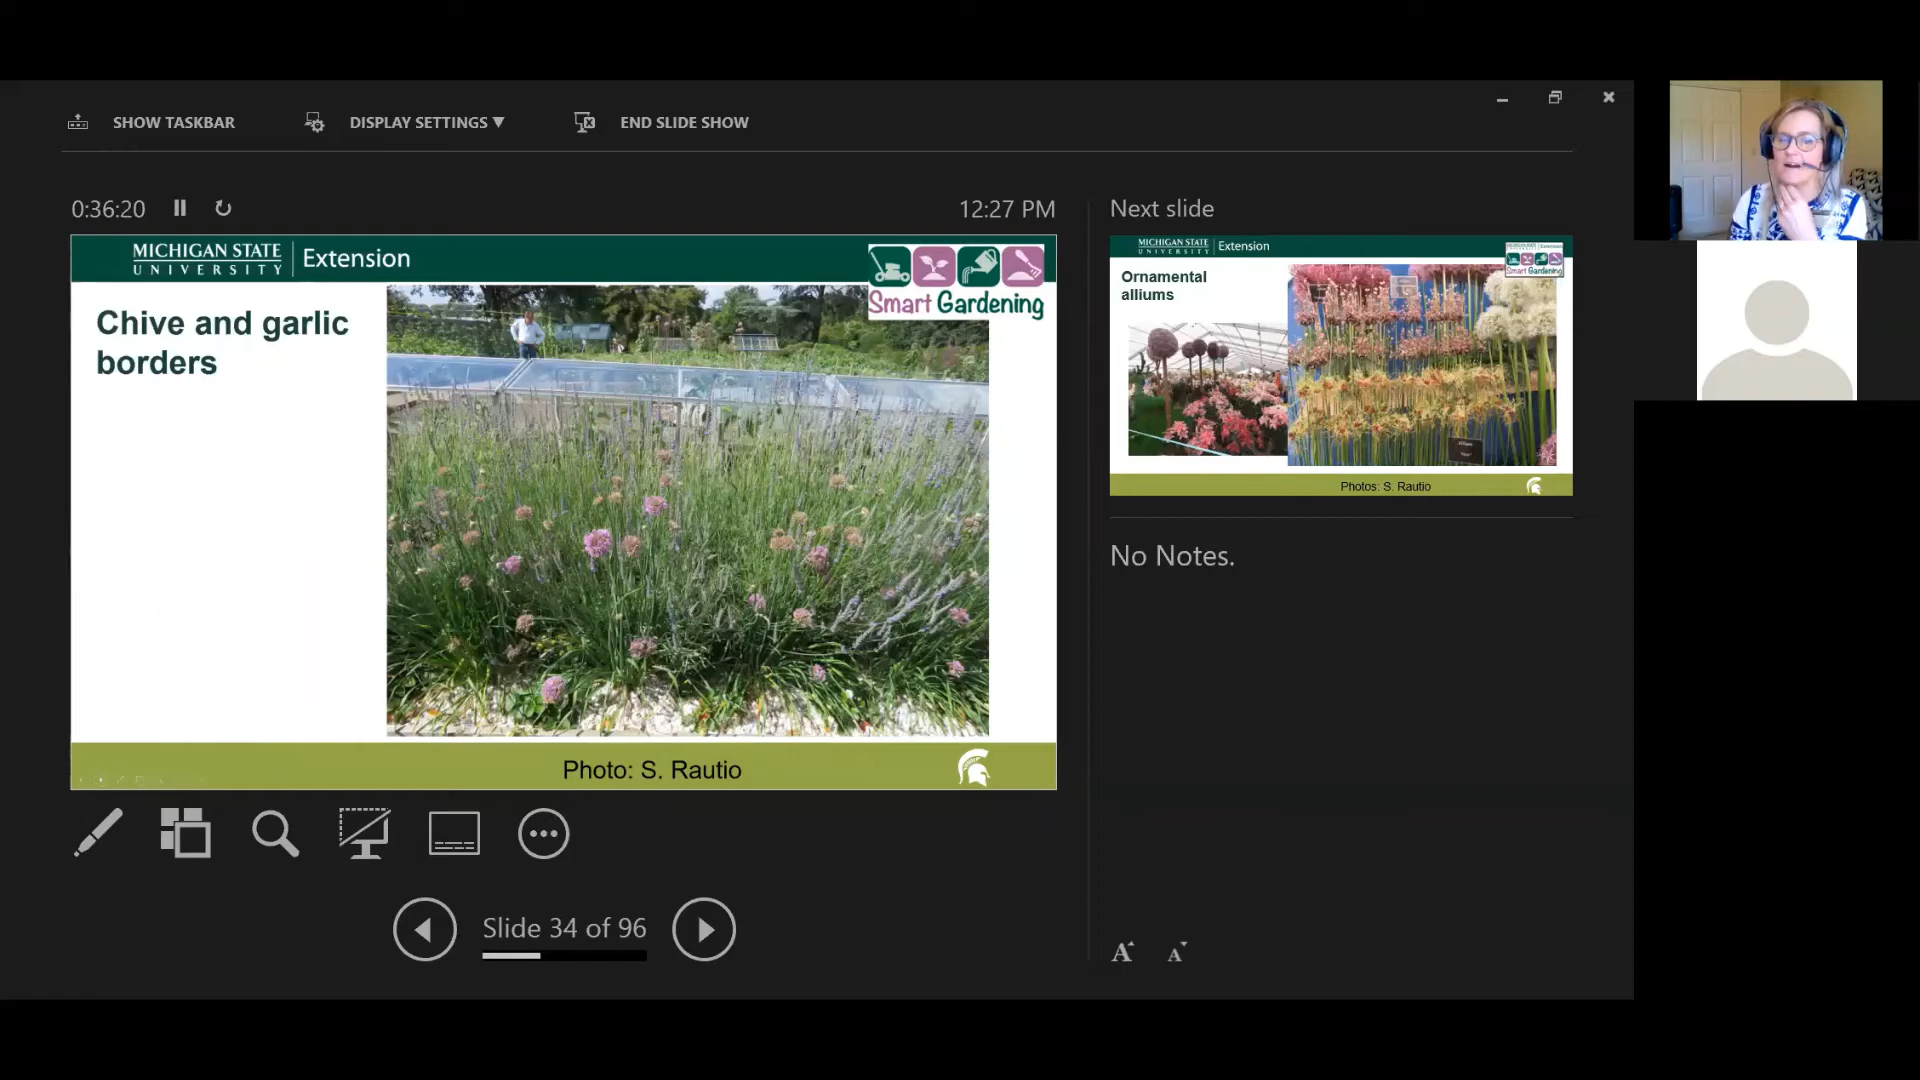 SHOW TASKBAR
DISPLAY SETTINGS ▼
END SLIDE SHOW
0:36:20
12:27 PM
MICHIGAN STATE
UNIVERSITY
Extension
Smart Gardening
Chive and garlic
borders
Photo: S. Rautio
Slide 34 of 96
Next slide
MICHIGAN STATE
UNIVERSITY
Extension
Smart Gardening
Ornamental
alliums
Photos: S. Rautio
No Notes.
A
A